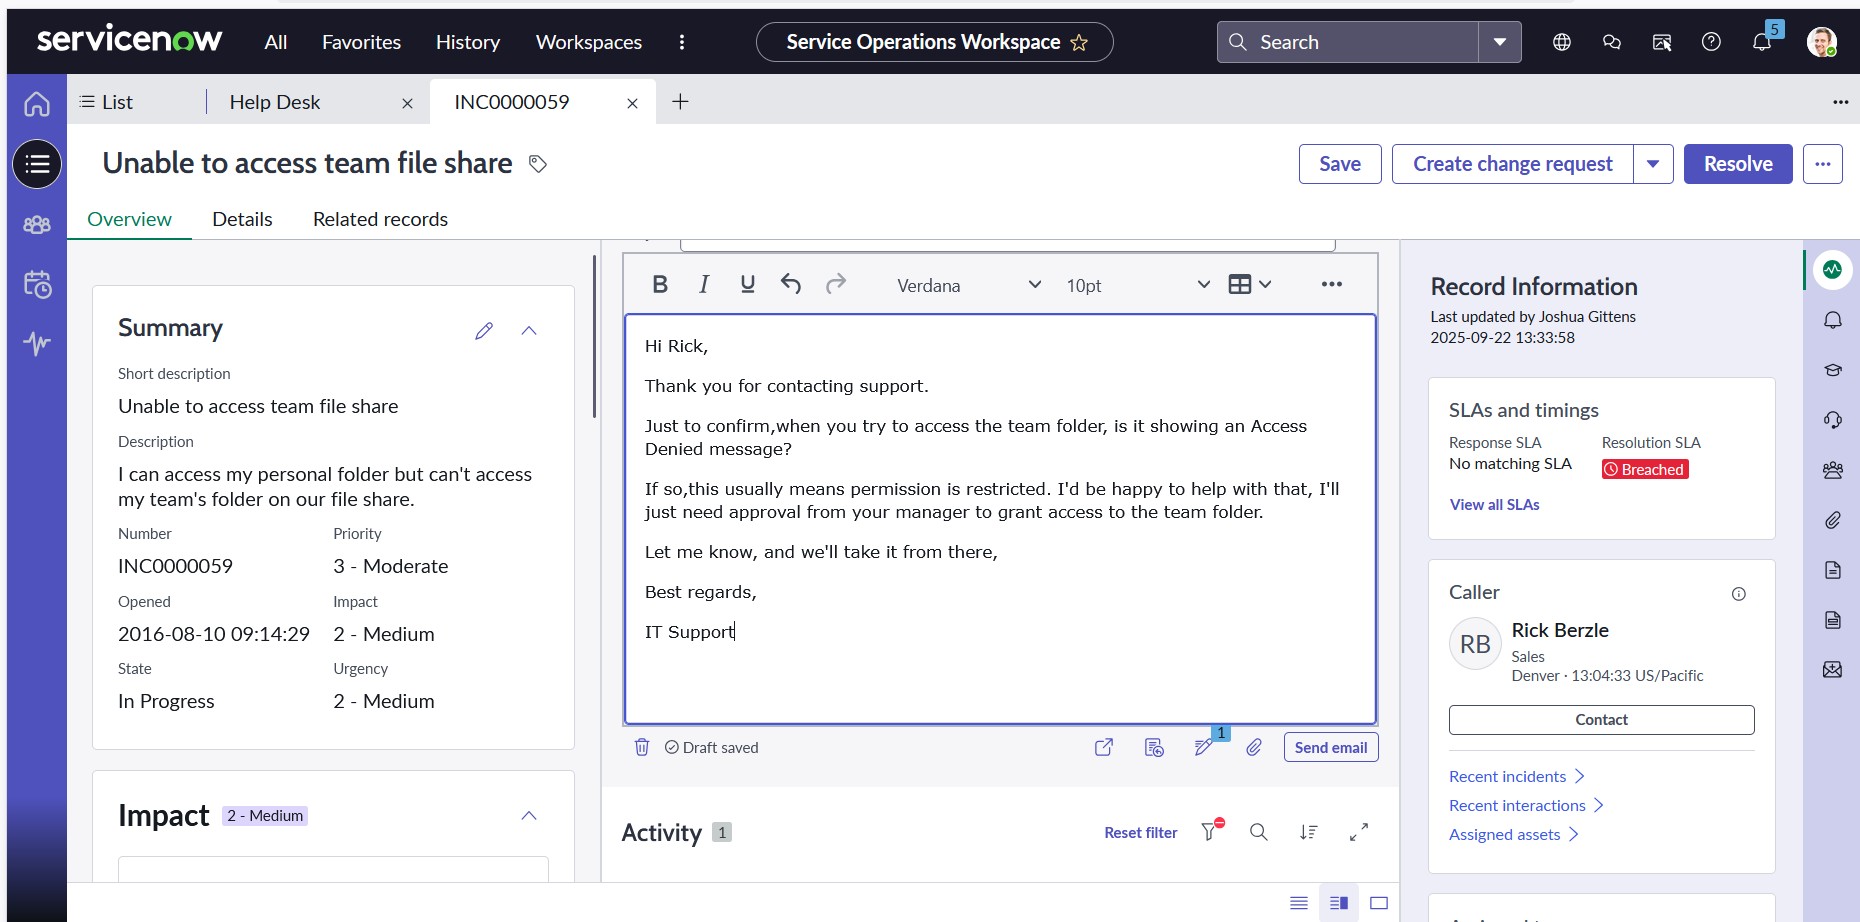 servicenow
All
Favorites
History
Workspaces
Service Operations Workspace
Search
5
List
Help Desk
INC0000059
Unable to access team file share
Save
Create change request
Resolve
Overview
Details
Related records
Summary
Short description
Unable to access team file share
Description
I can access my personal folder but can't access
my team's folder on our file share.
Number
Priority
INC0000059
3 - Moderate
Opened
Impact
2016-08-10 09:14:29
2 - Medium
State
Urgency
In Progress
2 - Medium
Impact
2 - Medium
B I U
Verdana
10pt
Hi Rick,
Thank you for contacting support.
Just to confirm,when you try to access the team folder, is it showing an Access
Denied message?
If so,this usually means permission is restricted. I'd be happy to help with that, I'll
just need approval from your manager to grant access to the team folder.
Let me know, and we'll take it from there,
Best regards,
IT Support
Draft saved
1
Send email
Activity 1
Reset filter
Record Information
Last updated by Joshua Gittens
2025-09-22 13:33:58
SLAs and timings
Response SLA
Resolution SLA
No matching SLA
Breached
View all SLAs
Caller
RB
Rick Berzle
Sales
Denver · 13:04:33 US/Pacific
Contact
Recent incidents
Recent interactions
Assigned assets